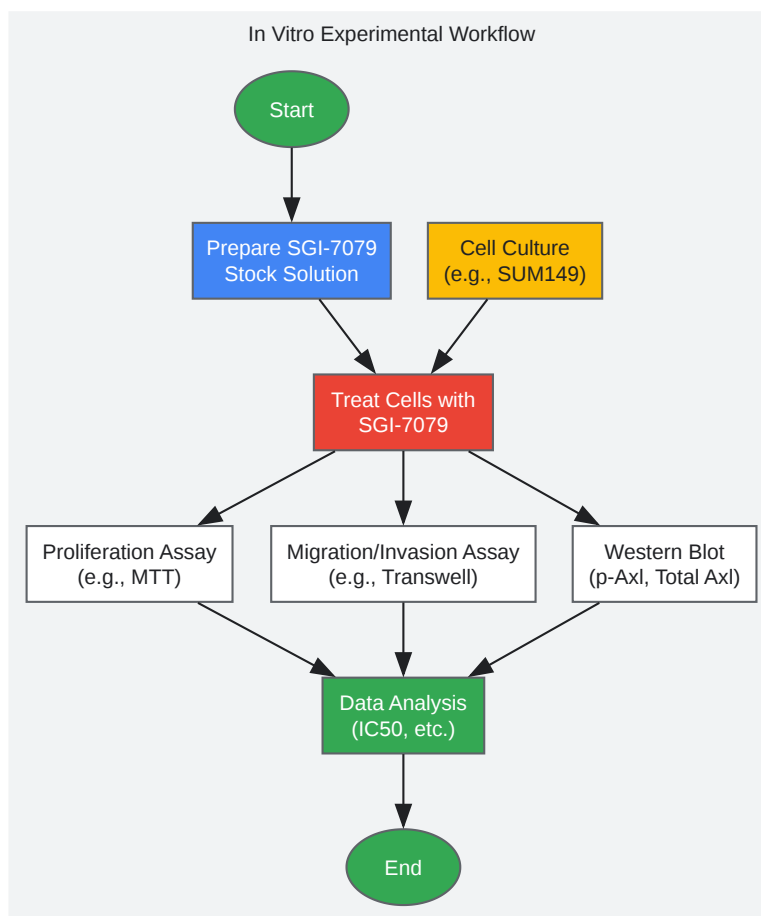 In Vitro Experimental Workflow
Start
Prepare SGI-7079
Stock Solution
Cell Culture
(e.g., SUM149)
Treat Cells with
SGI-7079
Proliferation Assay
(e.g., MTT)
Migration/Invasion Assay
(e.g., Transwell)
Western Blot
(p-Axl, Total Axl)
Data Analysis
(IC50, etc.)
End